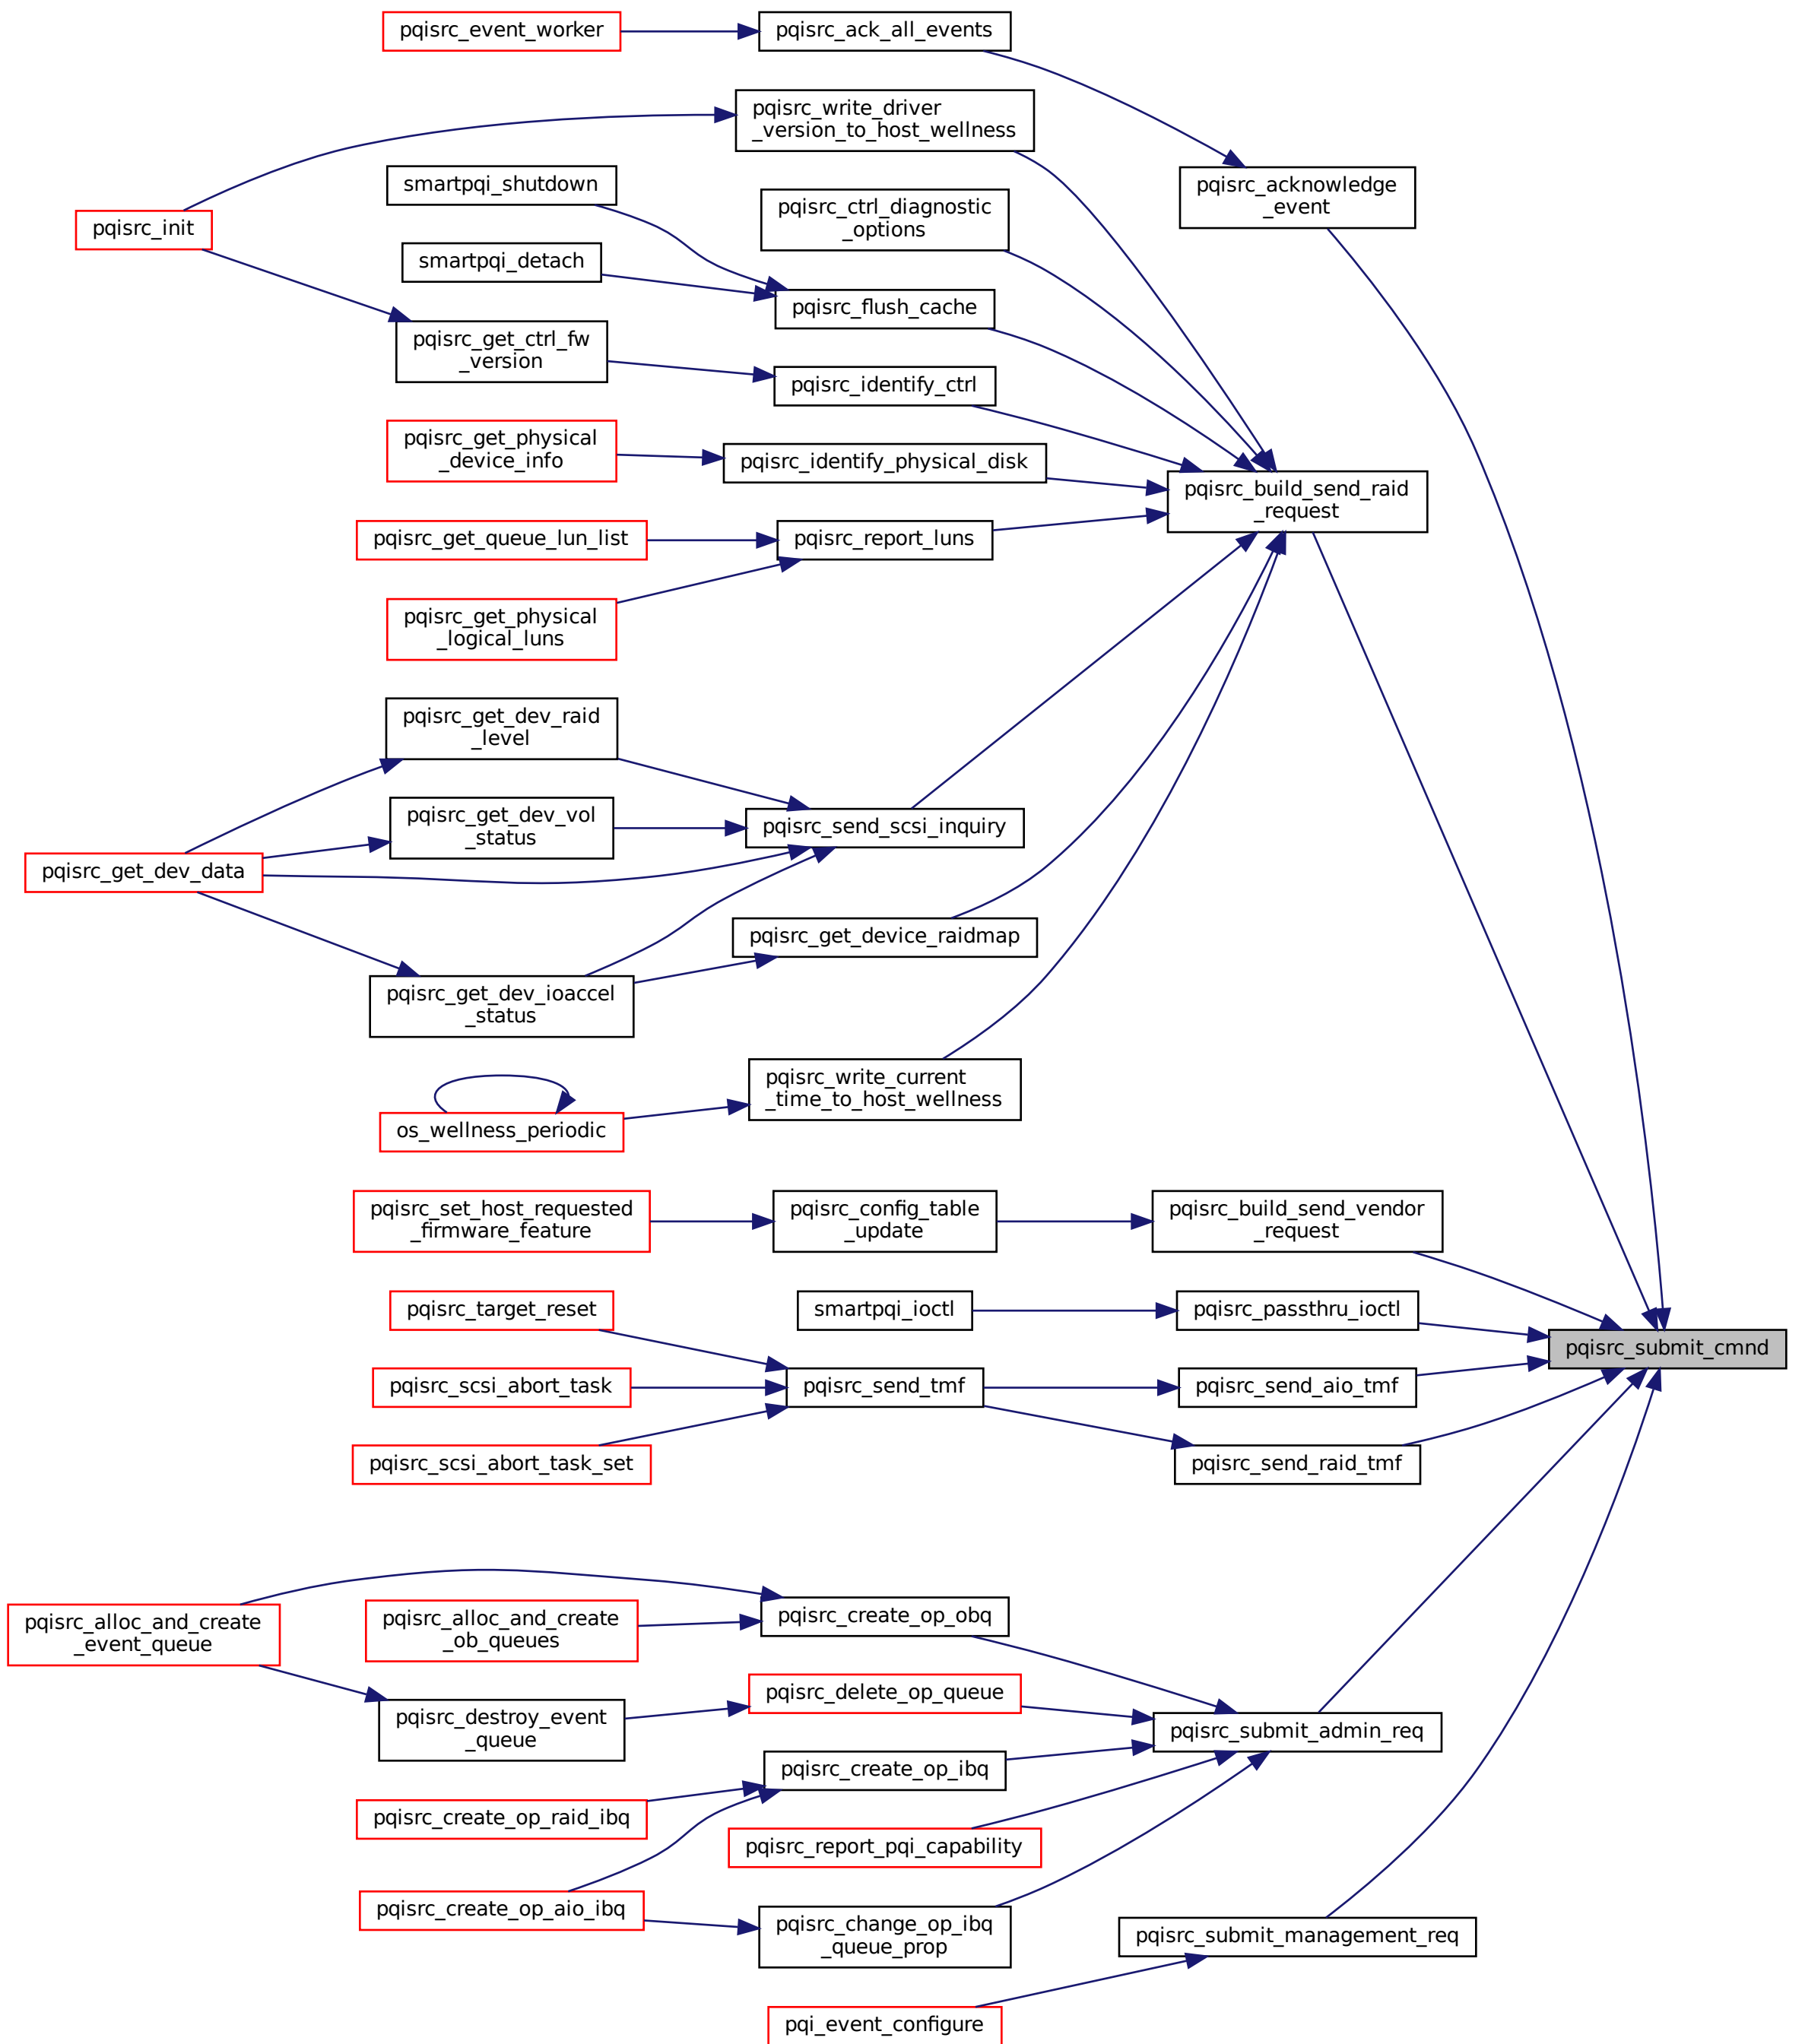 pqisrc_event_worker
pqisrc_ack_all_events
pqisrc_write_driver
_version_to_host_wellness
pqisrc_acknowledge
_event
smartpqi_shutdown
pqisrc_ctrl_diagnostic
_options
pqisrc_init
smartpqi_detach
pqisrc_flush_cache
pqisrc_get_ctrl_fw
_version
pqisrc_identify_ctrl
pqisrc_get_physical
_device_info
pqisrc_identify_physical_disk
pqisrc_build_send_raid
_request
pqisrc_get_queue_lun_list
pqisrc_report_luns
pqisrc_get_physical
_logical_luns
pqisrc_get_dev_raid
_level
pqisrc_get_dev_vol
_status
pqisrc_send_scsi_inquiry
pqisrc_get_dev_data
pqisrc_get_device_raidmap
pqisrc_get_dev_ioaccel
_status
pqisrc_write_current
_time_to_host_wellness
os_wellness_periodic
pqisrc_set_host_requested
_firmware_feature
pqisrc_config_table
_update
pqisrc_build_send_vendor
_request
pqisrc_target_reset
smartpqi_ioctl
pqisrc_passthru_ioctl
pqisrc_submit_cmnd
pqisrc_scsi_abort_task
pqisrc_send_tmf
pqisrc_send_aio_tmf
pqisrc_scsi_abort_task_set
pqisrc_send_raid_tmf
pqisrc_alloc_and_create
_event_queue
pqisrc_alloc_and_create
_ob_queues
pqisrc_create_op_obq
pqisrc_delete_op_queue
pqisrc_destroy_event
_queue
pqisrc_submit_admin_req
pqisrc_create_op_ibq
pqisrc_create_op_raid_ibq
pqisrc_report_pqi_capability
pqisrc_create_op_aio_ibq
pqisrc_change_op_ibq
_queue_prop
pqisrc_submit_management_req
pqi_event_configure